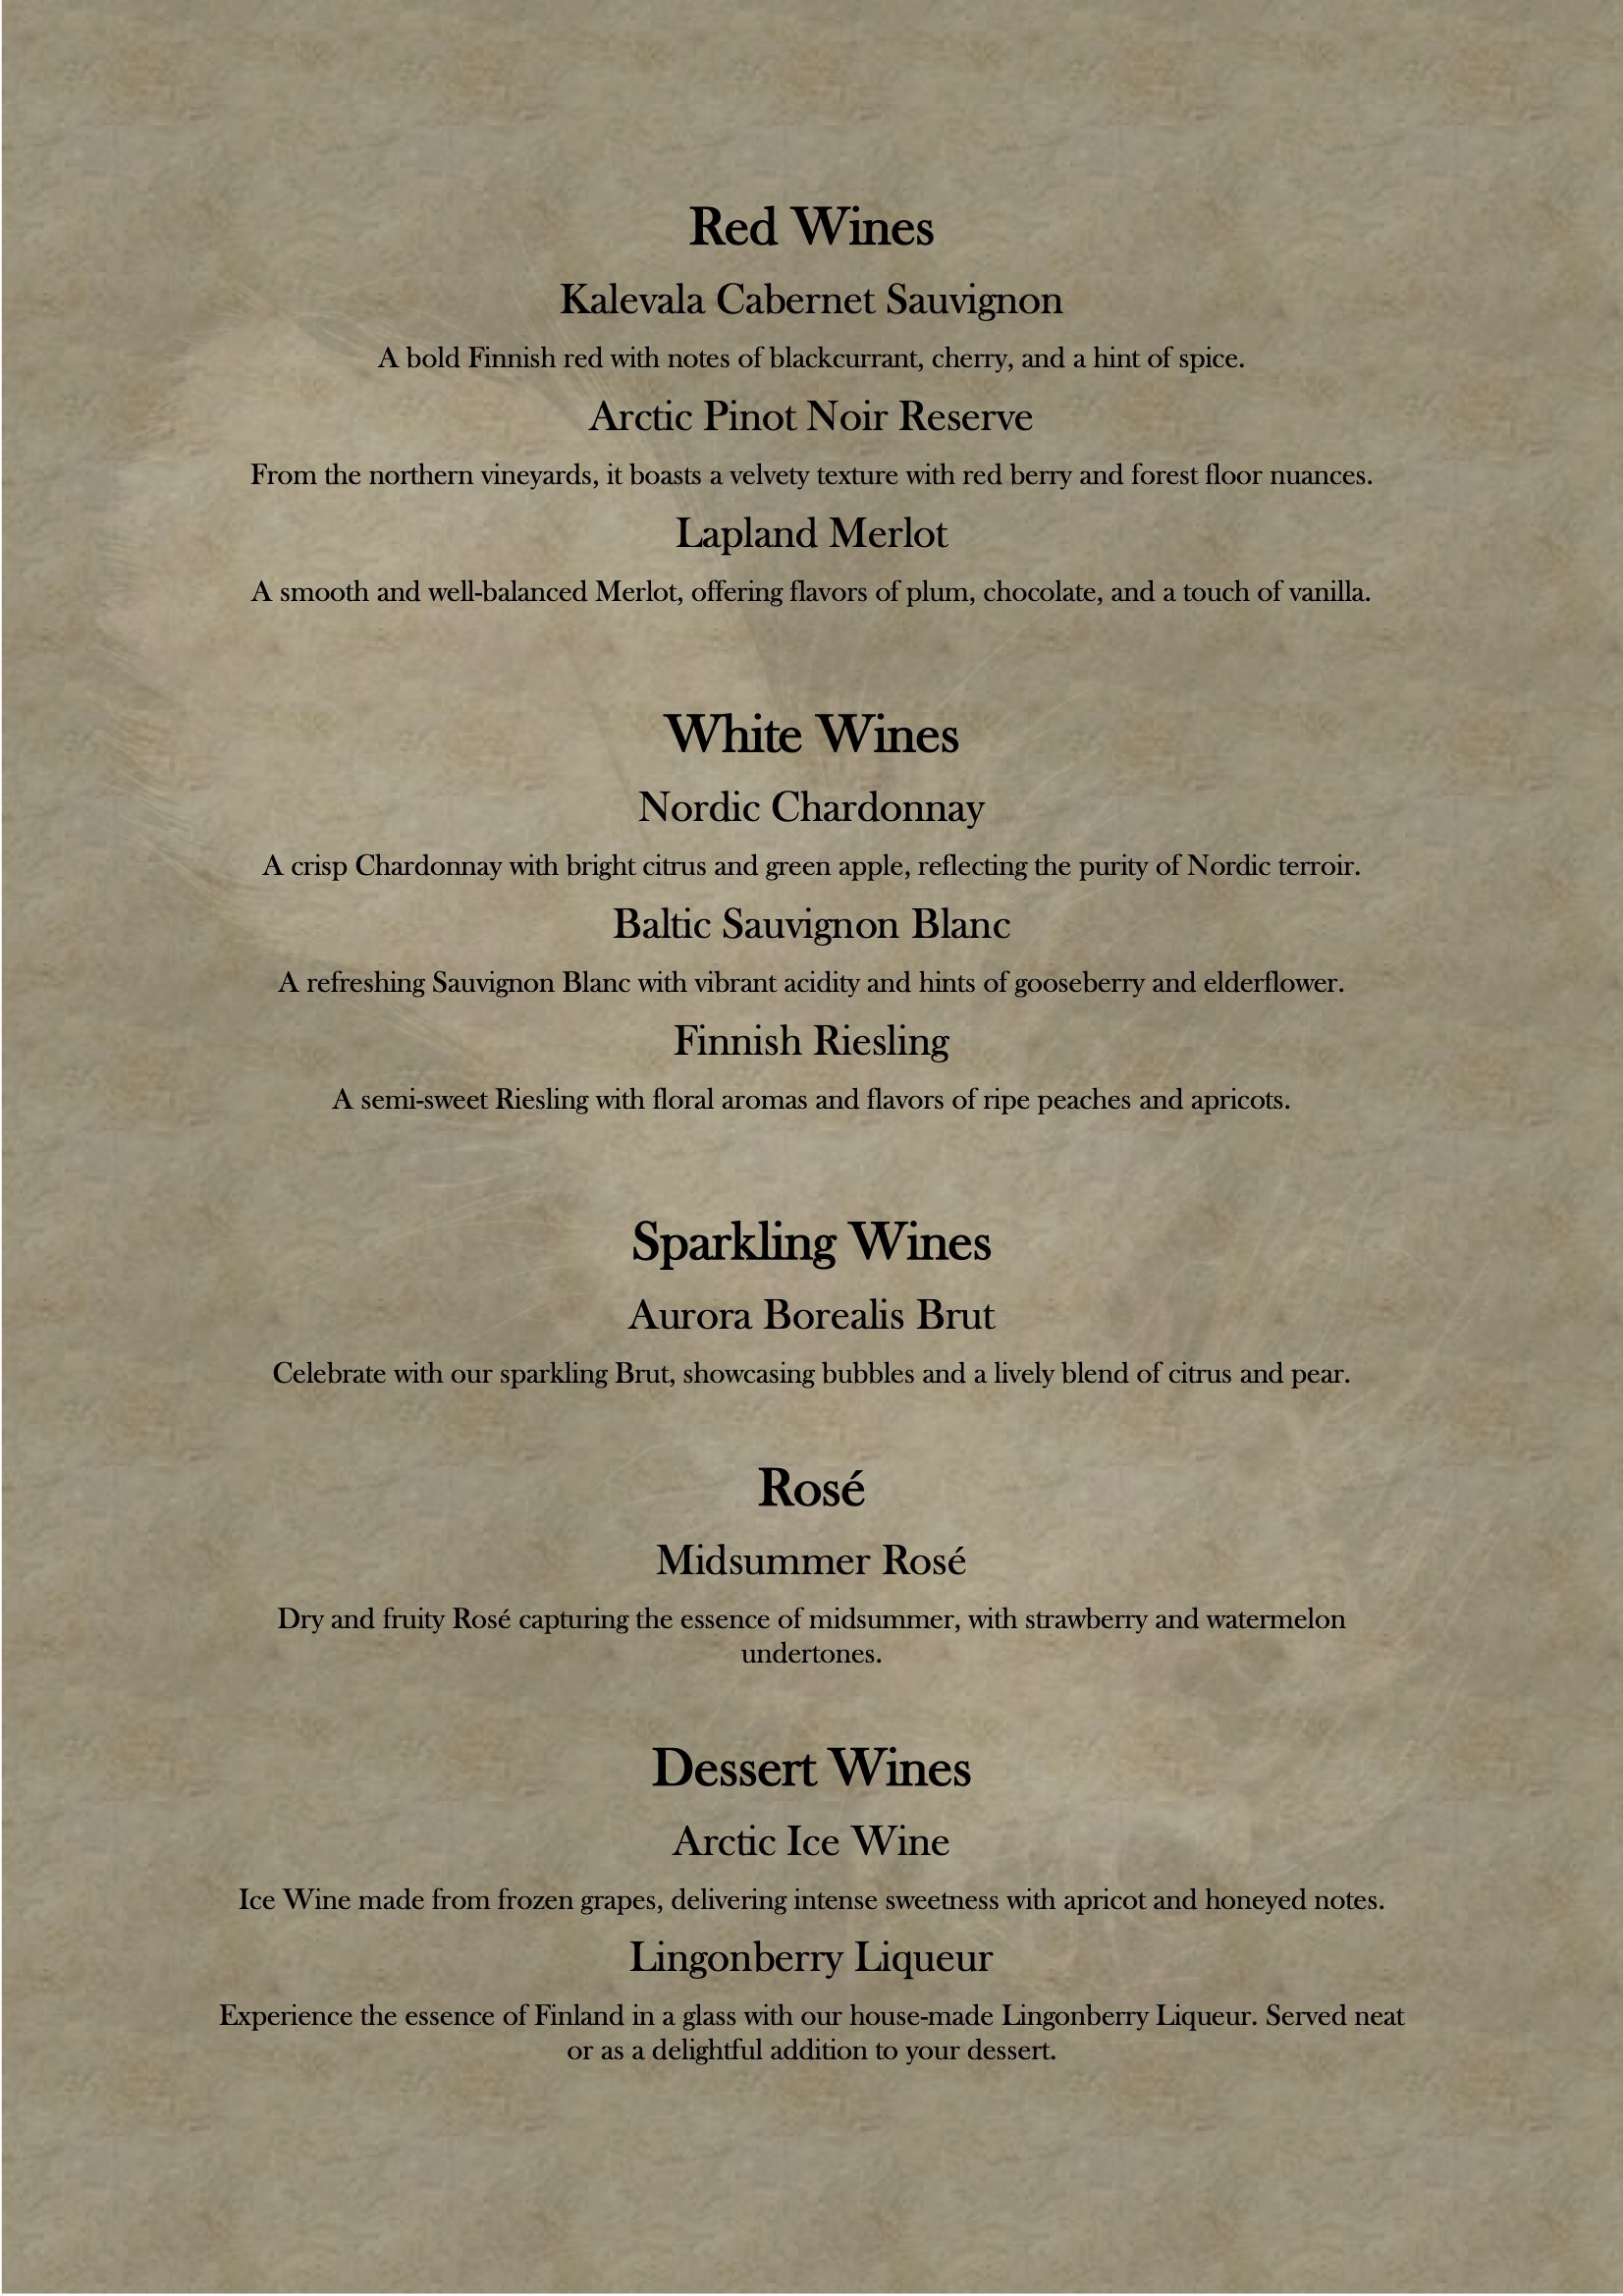 Red Wines
Kalevala Cabernet Sauvignon
A bold Finnish red with notes of blackcurrant, cherry, and a hint of spice.
Arctic Pinot Noir Reserve
From the northern vineyards, it boasts a velvety texture with red berry and forest floor nuances.
Lapland Merlot
A smooth and well-balanced Merlot, offering flavors of plum, chocolate, and a touch of vanilla.
White Wines
Nordic Chardonnay
A crisp Chardonnay with bright citrus and green apple, reflecting the purity of Nordic terroir.
Baltic Sauvignon Blanc
A refreshing Sauvignon Blanc with vibrant acidity and hints of gooseberry and elderflower.
Finnish Riesling
A semi-sweet Riesling with floral aromas and flavors of ripe peaches and apricots.
Sparkling Wines
Aurora Borealis Brut
Celebrate with our sparkling Brut, showcasing bubbles and a lively blend of citrus and pear.
Rosé
Midsummer Rosé
Dry and fruity Rosé capturing the essence of midsummer, with strawberry and watermelon
undertones.
Dessert Wines
Arctic Ice Wine
Ice Wine made from frozen grapes, delivering intense sweetness with apricot and honeyed notes.
Lingonberry Liqueur
Experience the essence of Finland in a glass with our house-made Lingonberry Liqueur. Served neat
or as a delightful addition to your dessert.